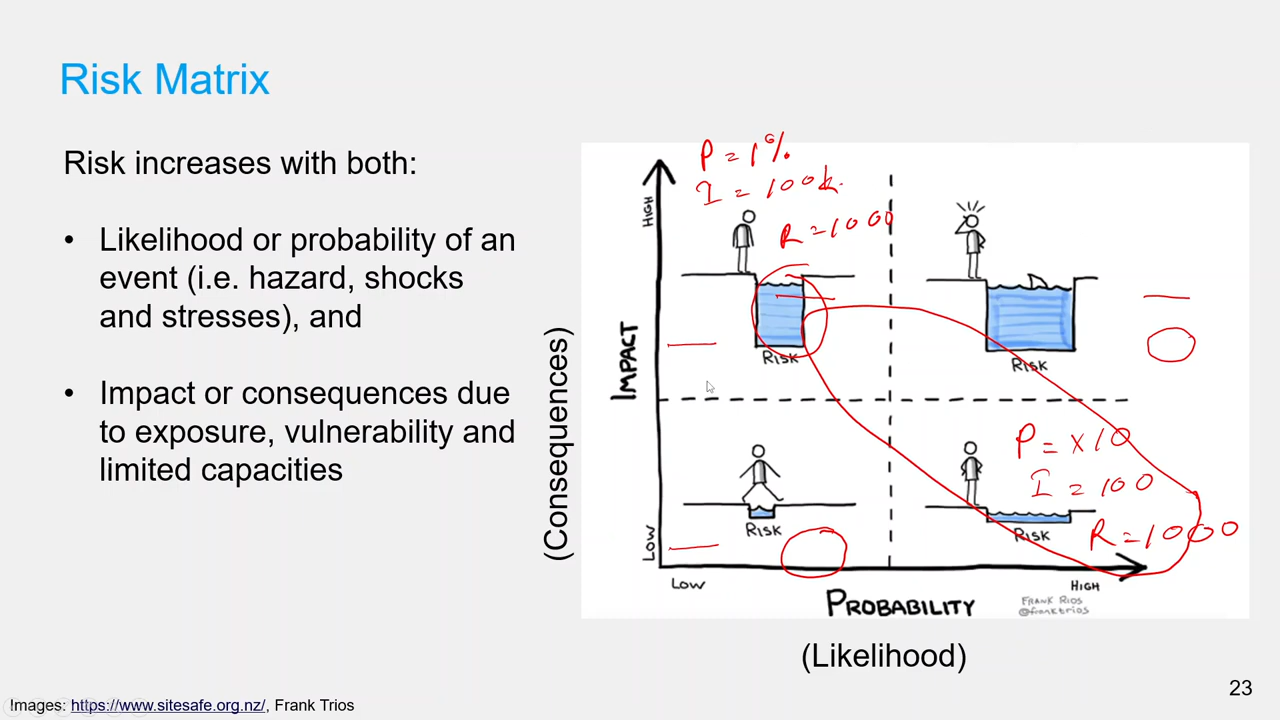 Risk Matrix
Risk increases with both:
• Likelihood or probability of an
event (i.e. hazard, shocks
and stresses), and
• Impact or consequences due
to exposure, vulnerability and
limited capacities
(Consequences)
IMPACT
HIGH
LOW
P = 1%
I = 100k
R = 1000
RISK
RISK
P = x10
I = 100
R = 1000
RISK
RISK
LOW
HIGH
PROBABILITY
FRANK RIOS
@franktrios
(Likelihood)
23
Images: https://www.sitesafe.org.nz/, Frank Trios